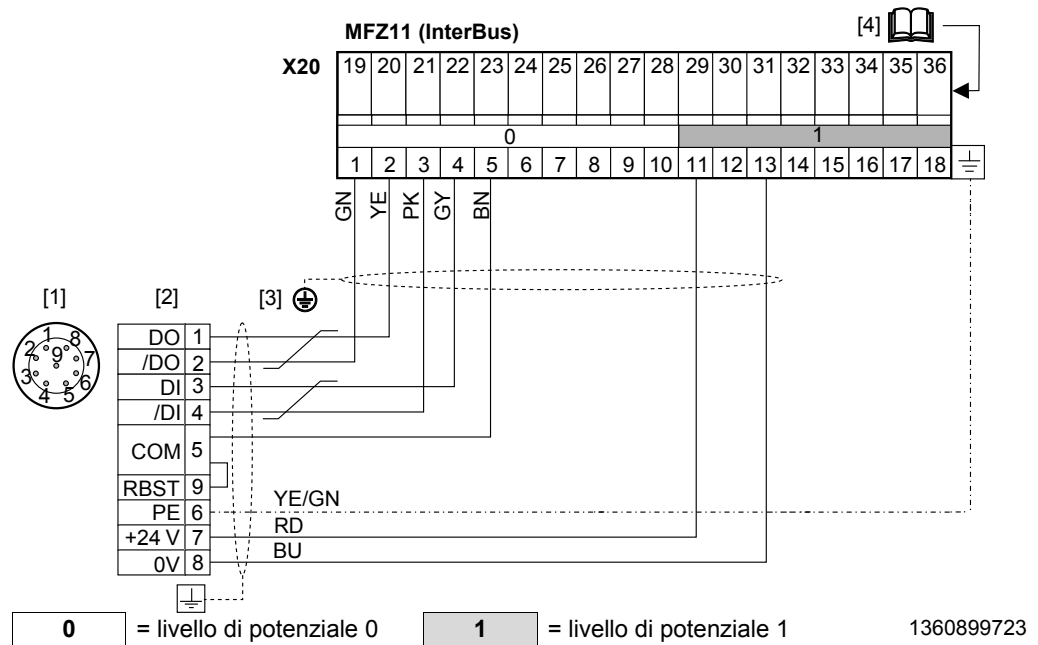 MFZ11 (InterBus)
[4]
X20 19 20 21 22 23 24 25 26 27 28 29 30 31 32 33 34 35 36
0 1
1 2 3 4 5 6 7 8 9 10 11 12 13 14 15 16 17 18
GN YE PK GY BN
[1] [2] [3]
1 8 2 9 7 3 6 4 5
DO 1
/DO 2
DI 3
/DI 4
COM 5
RBST 9
YE/GN
PE 6
RD
+24 V 7
BU
0V 8
0 = livello di potenziale 0 1 = livello di potenziale 1 1360899723